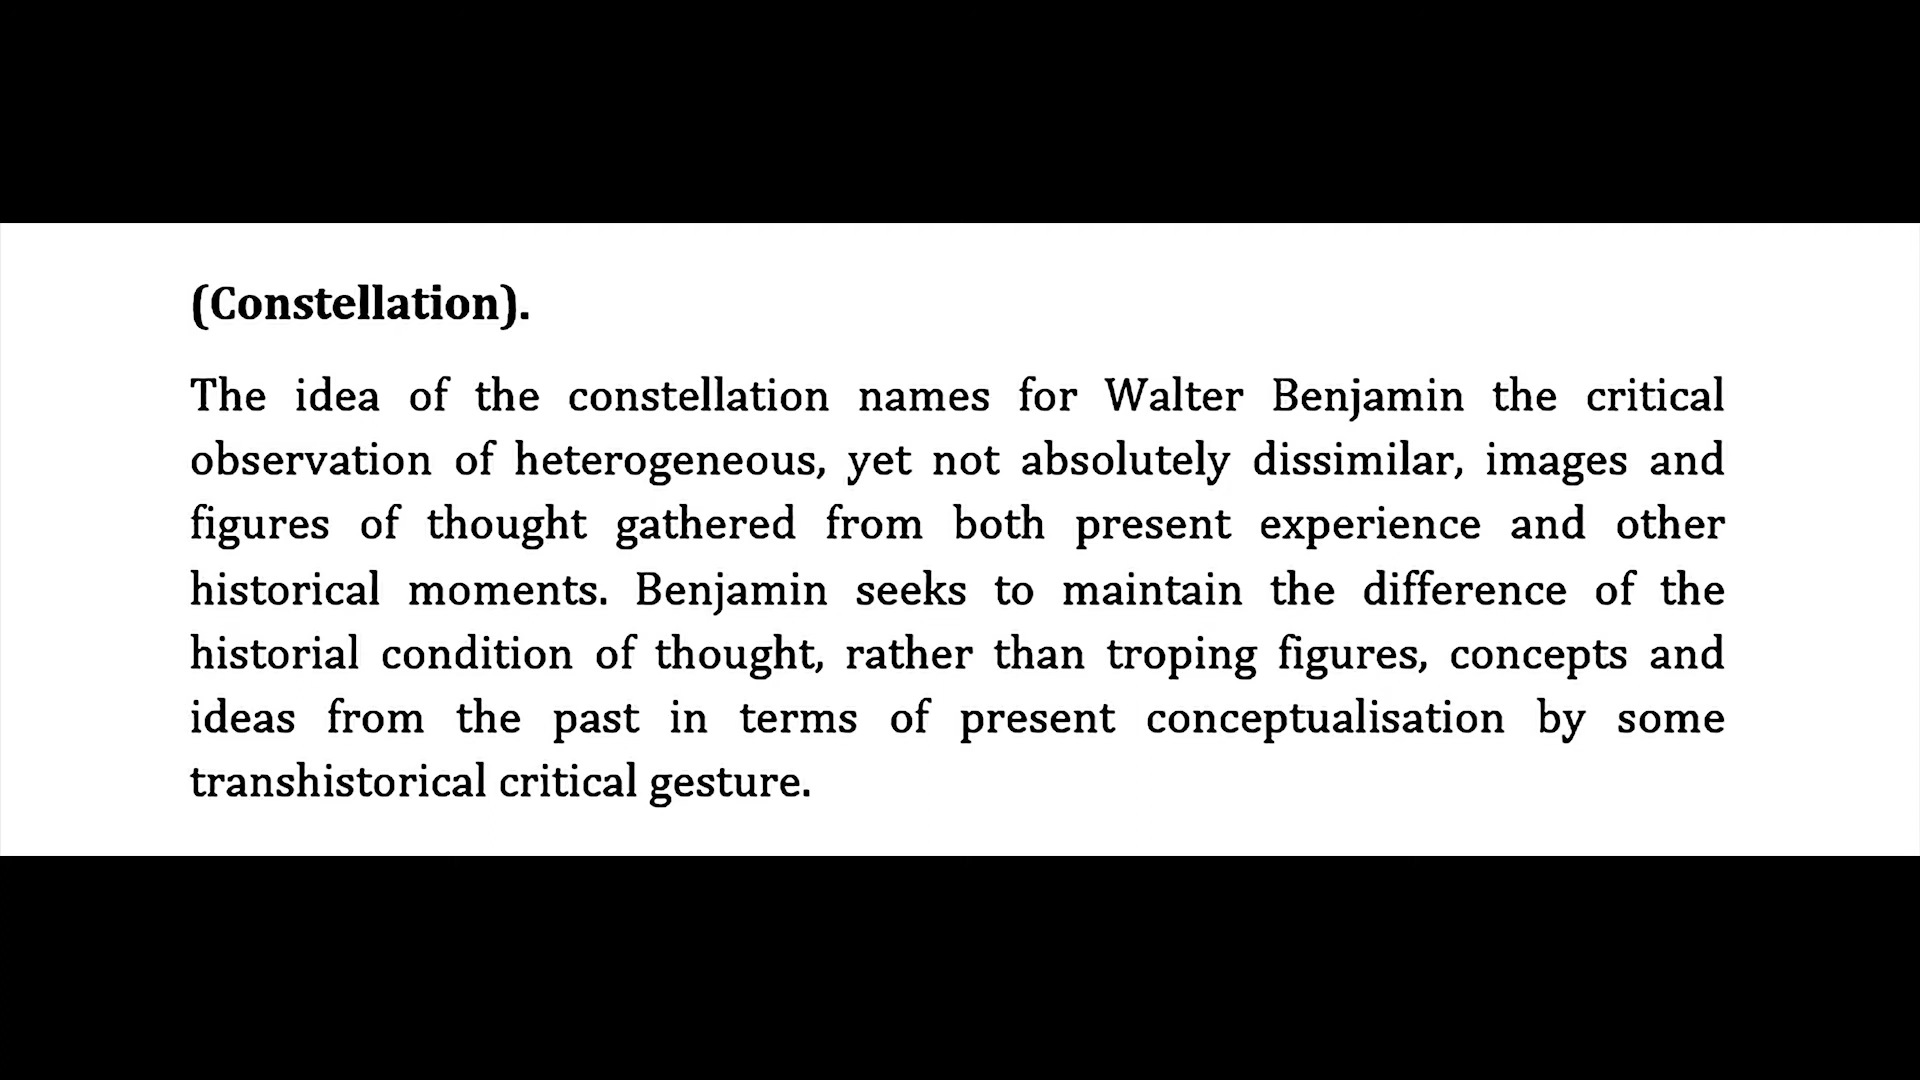 (Constellation).
The idea of the constellation names for Walter Benjamin the critical
observation of heterogeneous, yet not absolutely dissimilar, images and
figures of thought gathered from both present experience and other
historical moments. Benjamin seeks to maintain the difference of the
historial condition of thought, rather than troping figures, concepts and
ideas from the past in terms of present conceptualisation by some
transhistorical critical gesture.